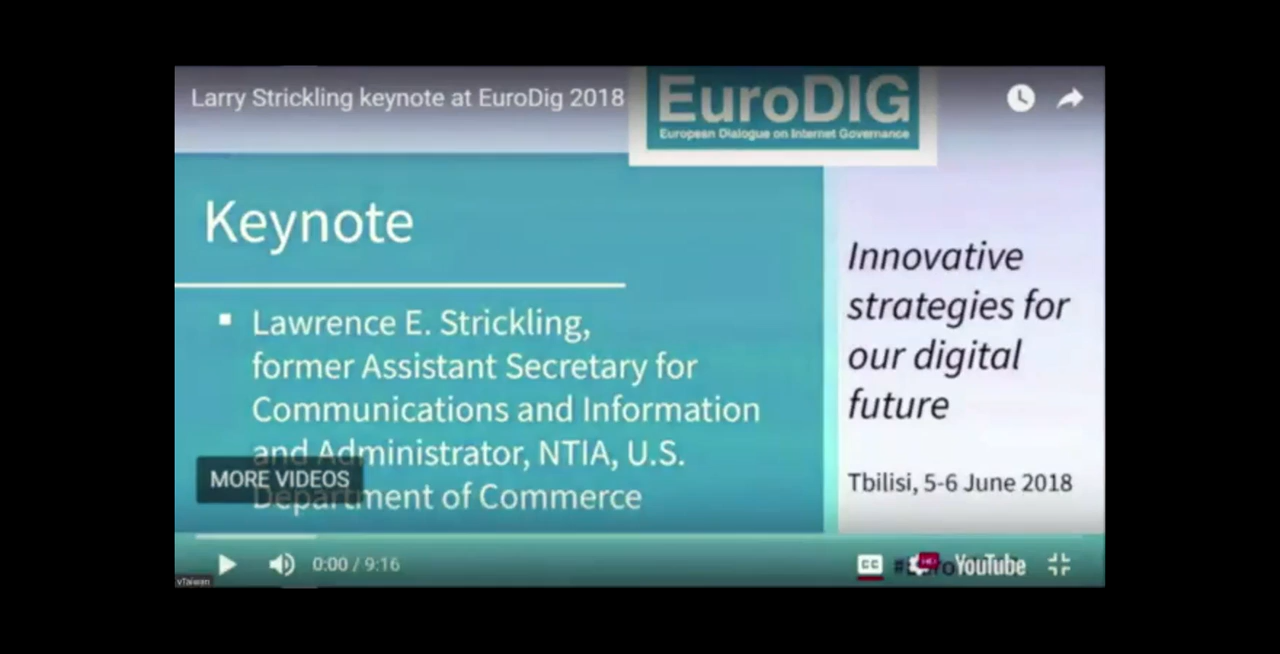 Larry Strickling keynote at EuroDig 2018
EuroDIG
European Dialogue on Internet Governance
Keynote
Lawrence E. Strickling,
former Assistant Secretary for
Communications and Information
and Administrator, NTIA, U.S.
Department of Commerce
Innovative
strategies for
our digital
future
Tbilisi, 5-6 June 2018
MORE VIDEOS
0:00 / 9:16
CC
YouTube
vTaiwan